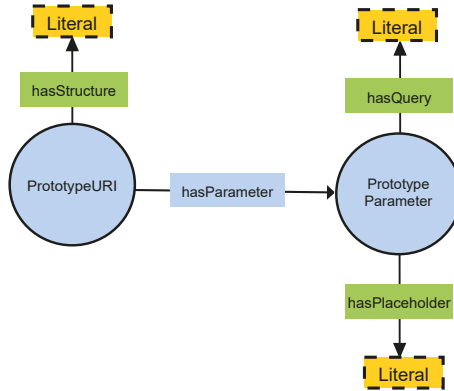 Literal
Literal
hasStructure
hasQuery
PrototypeURI
hasParameter
Prototype
Parameter
hasPlaceholder
Literal